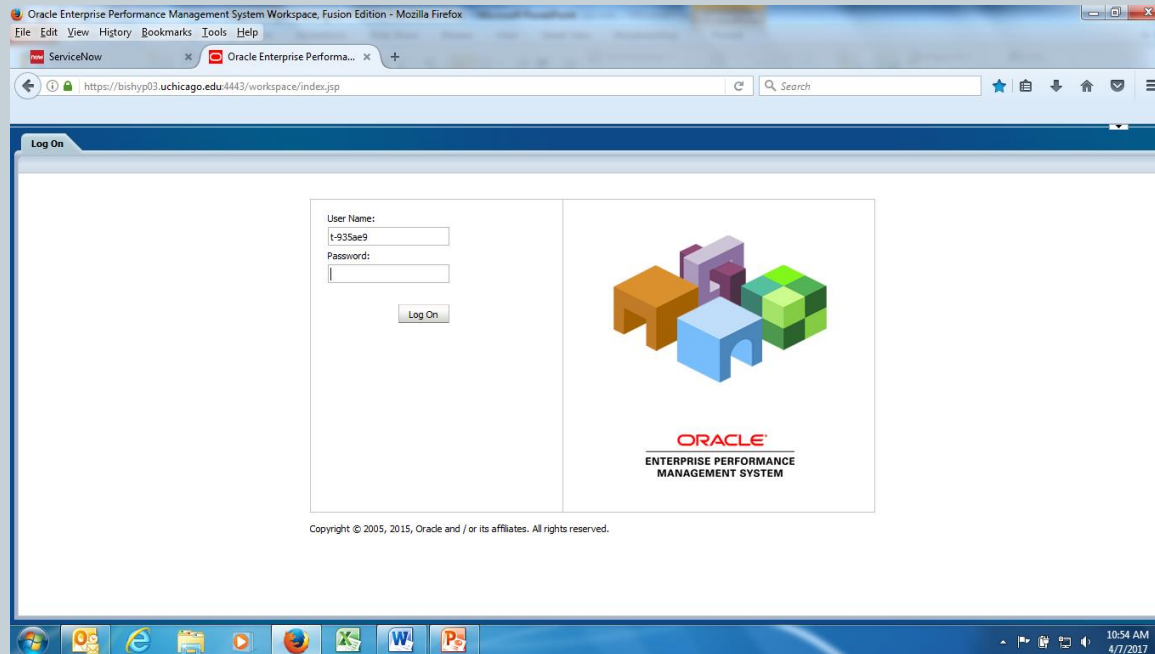 Oracle Enterprise Performance Management System Workspace, Fusion Edition - Mozilla Firefox
File Edit View History Bookmarks Tools Help
now ServiceNow × Oracle Enterprise Performa... × +
https://bishyp03.uchicago.edu:4443/workspace/index.jsp Search
Log On
User Name:
t-935ae9
Password:
Log On
ORACLE
ENTERPRISE PERFORMANCE
MANAGEMENT SYSTEM
Copyright © 2005, 2015, Oracle and / or its affiliates. All rights reserved.
10:54 AM
4/7/2017